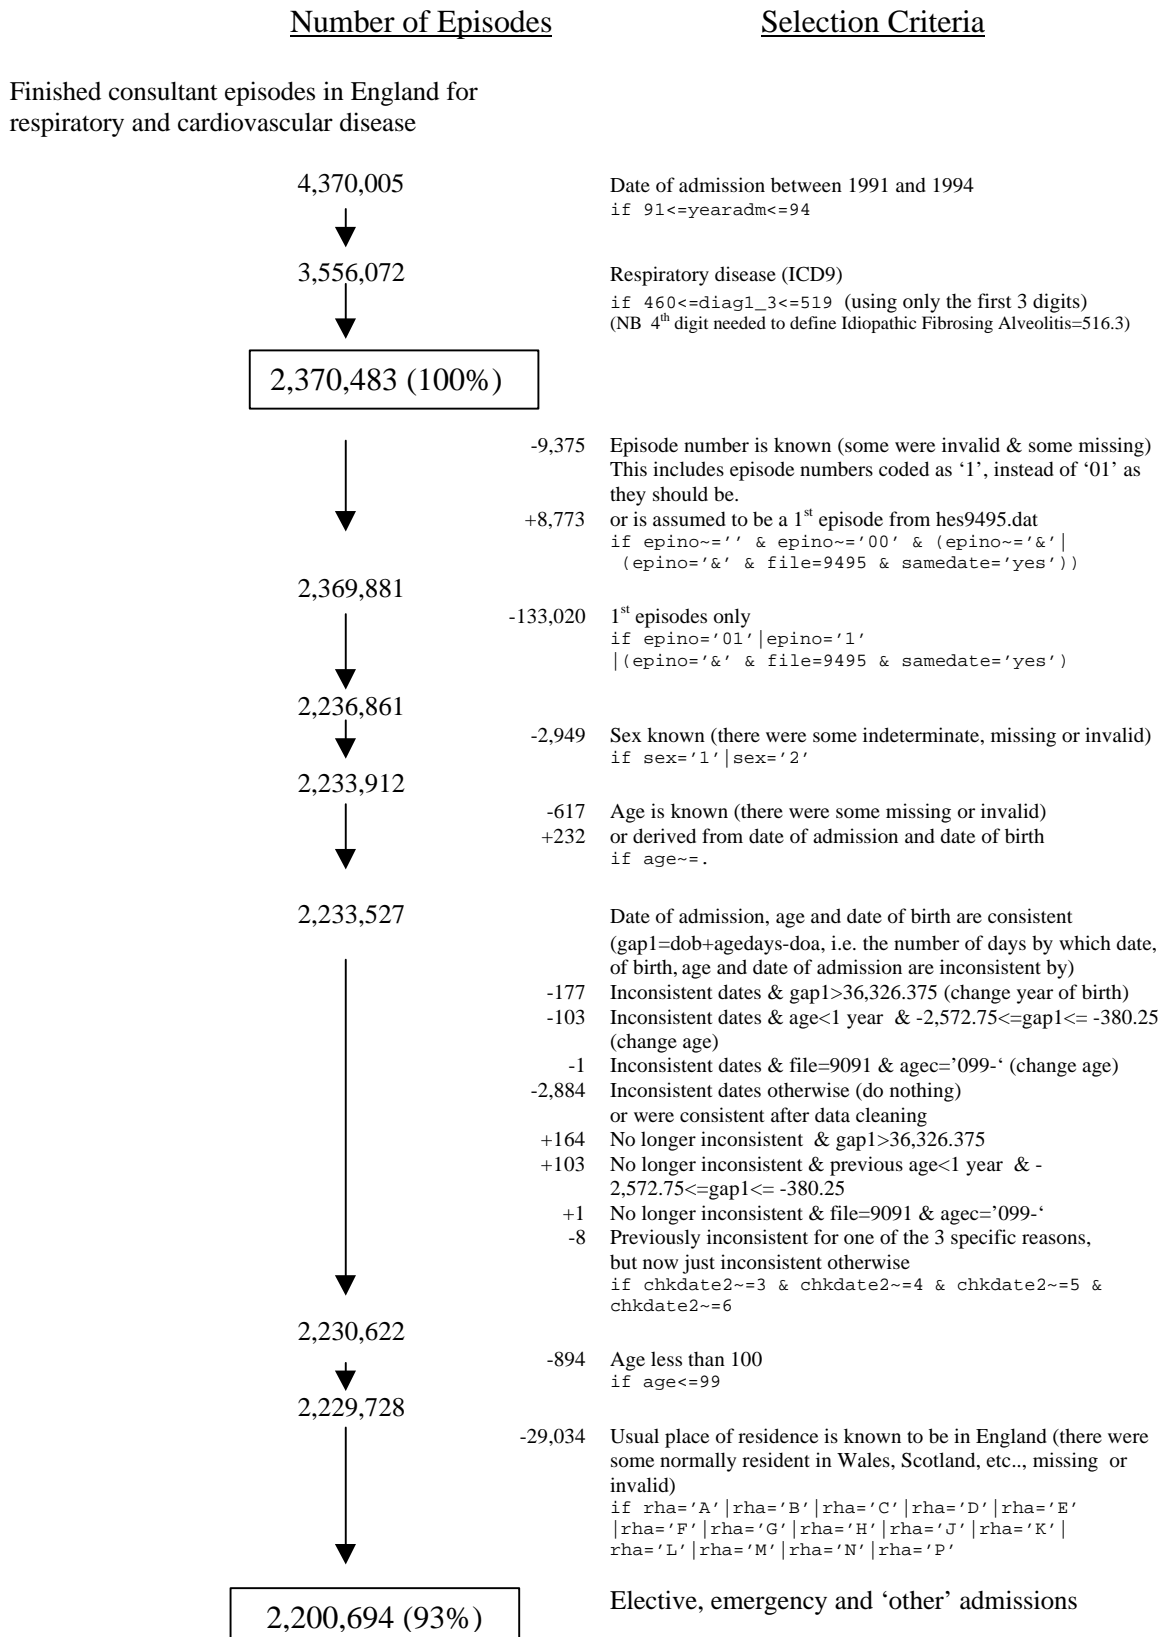 Number of Episodes Selection Criteria
Finished consultant episodes in England for
respiratory and cardiovascular disease
4,370,005 Date of admission between 1991 and 1994
if 91<=yearadm<=94
3,556,072 Respiratory disease (ICD9)
if 460<=diag1_3<=519 (using only the first 3 digits)
(NB 4th digit needed to define Idiopathic Fibrosing Alveolitis=516.3)
2,370,483 (100%)
-9,375 Episode number is known (some were invalid & some missing)
This includes episode numbers coded as ‘1’, instead of ‘01’ as
they should be.
+8,773 or is assumed to be a 1st episode from hes9495.dat
if epino~='' & epino~='00' & (epino~='&'|
(epino='&' & file=9495 & samedate='yes'))
2,369,881
-133,020 1st episodes only
if epino=’01’|epino=’1’
|(epino=’&’ & file=9495 & samedate=’yes’)
2,236,861
-2,949 Sex known (there were some indeterminate, missing or invalid)
if sex=’1’|sex=’2’
2,233,912
-617 Age is known (there were some missing or invalid)
+232 or derived from date of admission and date of birth
if age~=.
2,233,527 Date of admission, age and date of birth are consistent
(gap1=dob+agedays-doa, i.e. the number of days by which date,
of birth, age and date of admission are inconsistent by)
-177 Inconsistent dates & gap1>36,326.375 (change year of birth)
-103 Inconsistent dates & age<1 year & -2,572.75<=gap1<= -380.25
(change age)
-1 Inconsistent dates & file=9091 & agec=’099-‘ (change age)
-2,884 Inconsistent dates otherwise (do nothing)
or were consistent after data cleaning
+164 No longer inconsistent & gap1>36,326.375
+103 No longer inconsistent & previous age<1 year & -
2,572.75<=gap1<= -380.25
+1 No longer inconsistent & file=9091 & agec=’099-‘
-8 Previously inconsistent for one of the 3 specific reasons,
but now just inconsistent otherwise
if chkdate2~=3 & chkdate2~=4 & chkdate2~=5 &
chkdate2~=6
2,230,622
-894 Age less than 100
if age<=99
2,229,728
-29,034 Usual place of residence is known to be in England (there were
some normally resident in Wales, Scotland, etc.., missing or
invalid)
if rha=’A’|rha=’B’|rha=’C’|rha=’D’|rha=’E’
|rha=’F’|rha=’G’|rha=’H’|rha=’J’|rha=’K’|
rha=’L’|rha=’M’|rha=’N’|rha=’P’
2,200,694 (93%) Elective, emergency and ‘other’ admissions